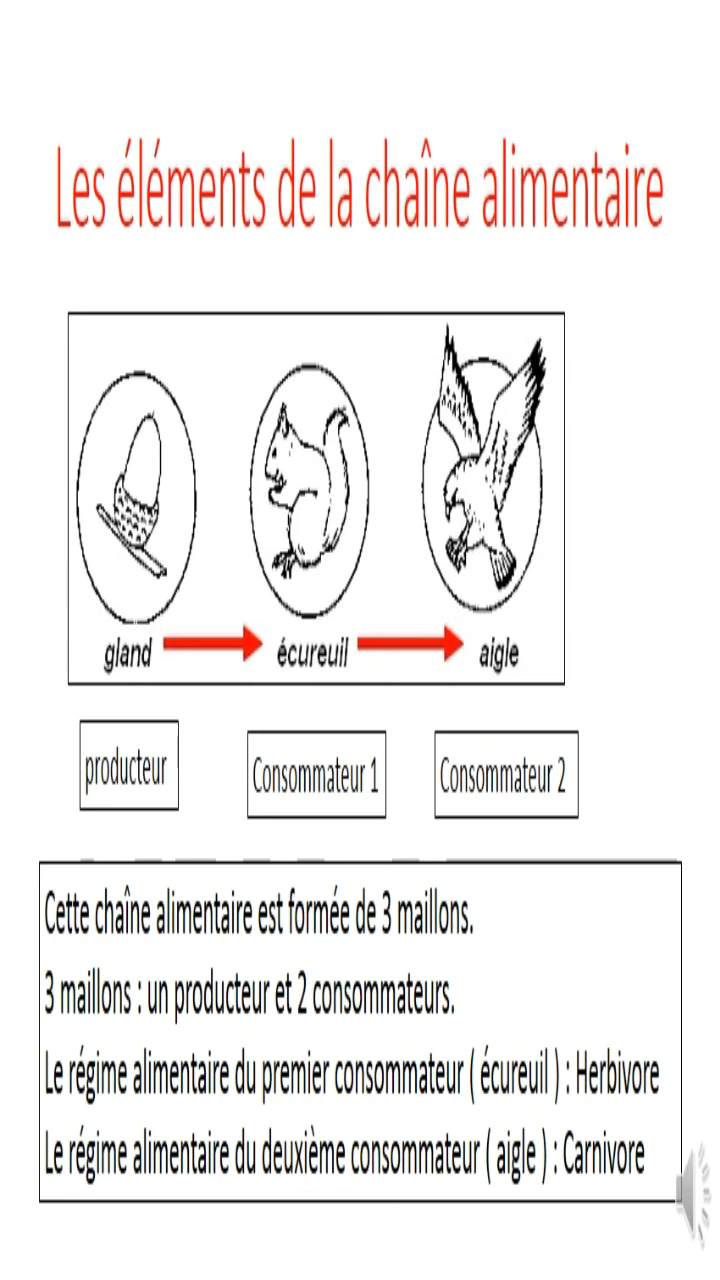 Les éléments de la chaîne alimentaire
gland écureuil aigle
producteur Consommateur 1 Consommateur 2
Cette chaîne alimentaire est formée de 3 maillons.
3 maillons : un producteur et 2 consommateurs.
Le régime alimentaire du premier consommateur ( écureuil ) : Herbivore
Le régime alimentaire du deuxième consommateur ( aigle ) : Carnivore